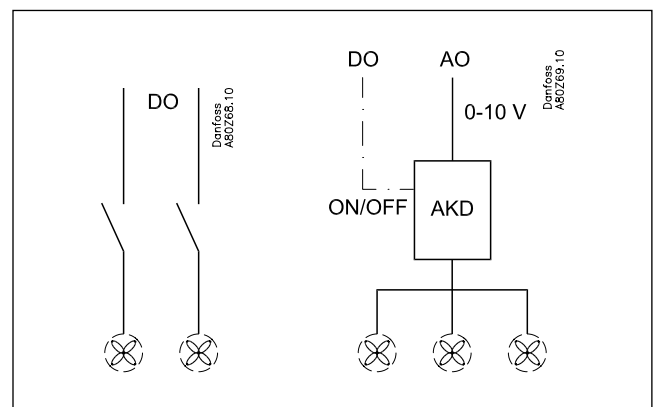 DO
Danfoss
A80Z68.10
DO
AO
0-10 V
Danfoss
A80Z69.10
ON/OFF
AKD